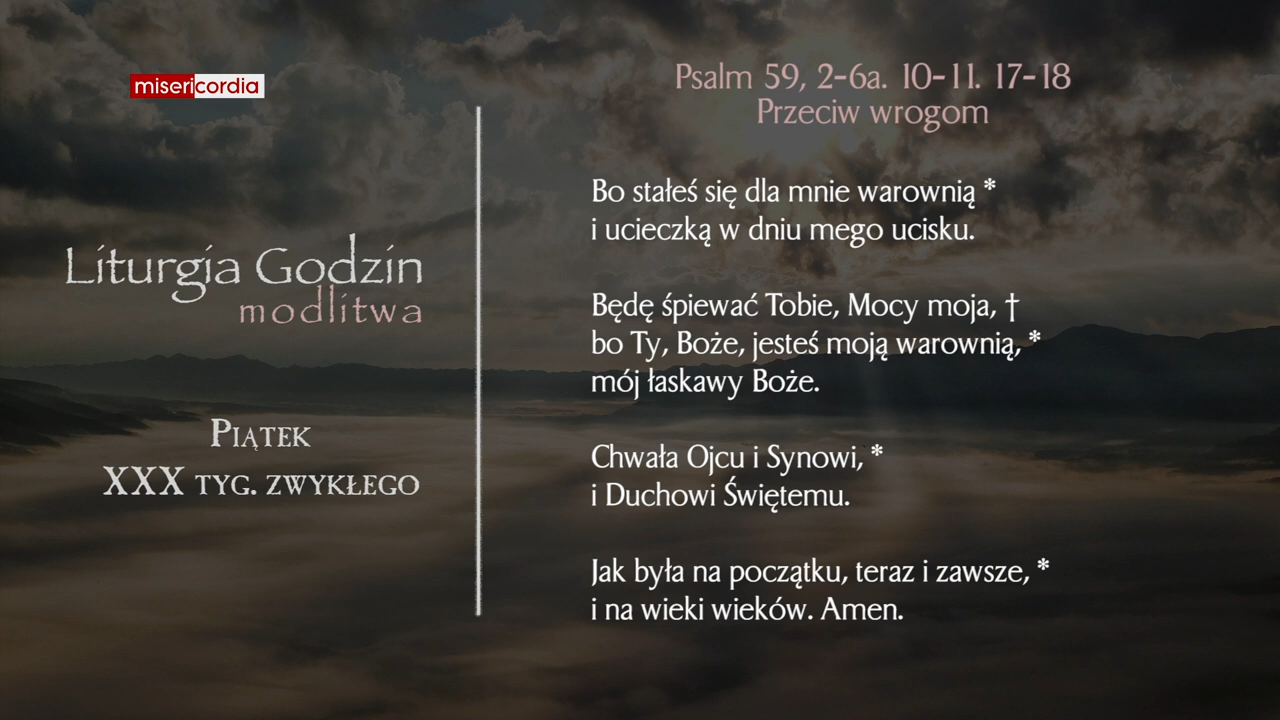 misericordia
Liturgia Godzin
modlitwa
Piątek
XXX tyg. zwykłego
Psalm 59, 2-6a. 10-11. 17-18
Przeciw wrogom
Bo stałeś się dla mnie warownią *
i ucieczką w dniu mego ucisku.
Będę śpiewać Tobie, Mocy moja, †
bo Ty, Boże, jesteś moją warownią, *
mój łaskawy Boże.
Chwała Ojcu i Synowi, *
i Duchowi Świętemu.
Jak była na początku, teraz i zawsze, *
i na wieki wieków. Amen.